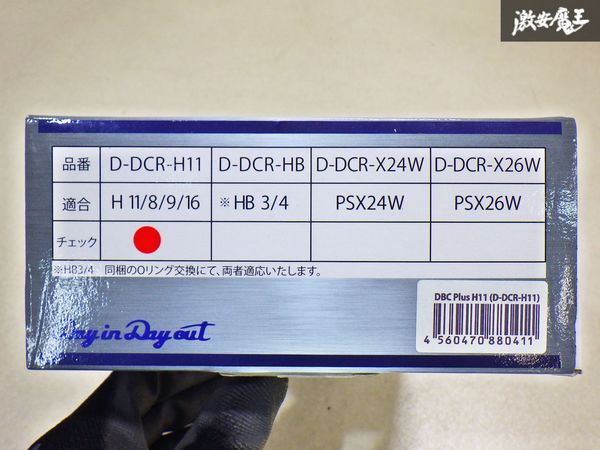 激安魔王
品番 D-DCR-H11 D-DCR-HB D-DCR-X24W D-DCR-X26W
適合 H 11/8/9/16 ※HB 3/4 PSX24W PSX26W
チェック
※HB3/4 同梱のOリング交換にて、両者適応いたします。
DBC Plus H11 (D-DCR-H11)
4 560470 880411
Day in Day out